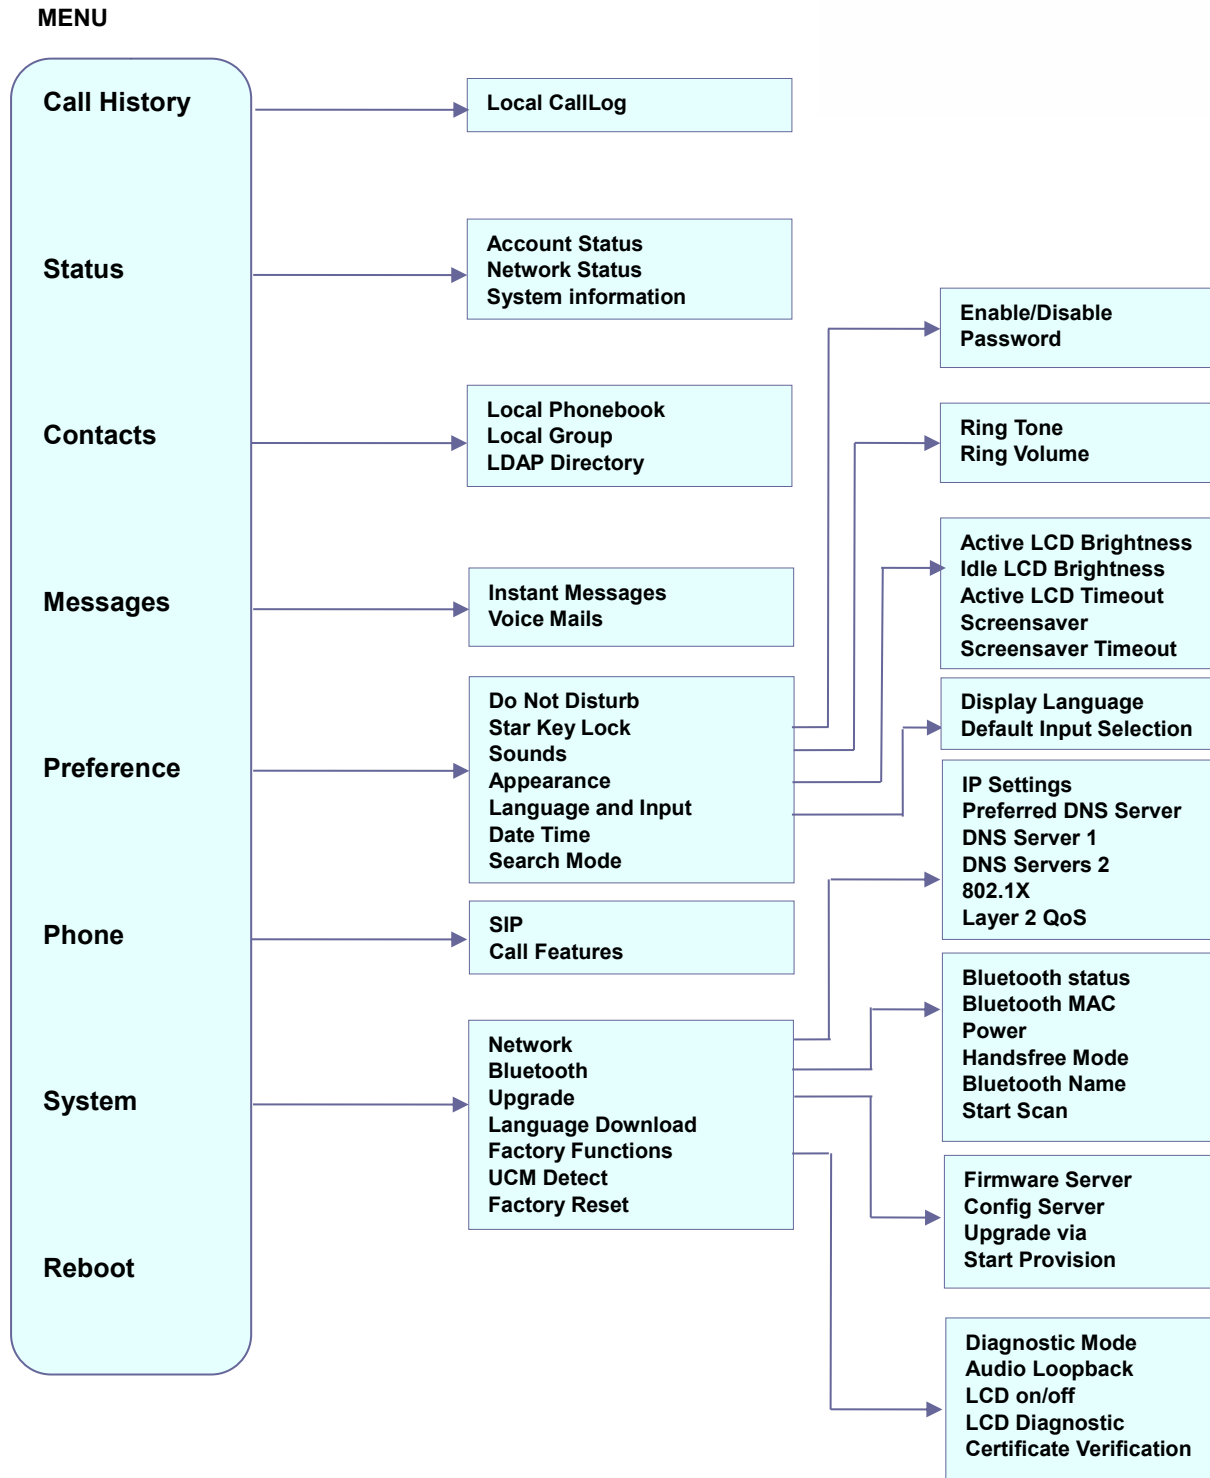 MENU
Call History
Local CallLog
Status
Account Status
Network Status
System information
Enable/Disable
Password
Contacts
Local Phonebook
Local Group
LDAP Directory
Ring Tone
Ring Volume
Messages
Instant Messages
Voice Mails
Active LCD Brightness
Idle LCD Brightness
Active LCD Timeout
Screensaver
Screensaver Timeout
Preference
Do Not Disturb
Star Key Lock
Sounds
Appearance
Language and Input
Date Time
Search Mode
Display Language
Default Input Selection
IP Settings
Preferred DNS Server
DNS Server 1
DNS Servers 2
802.1X
Layer 2 QoS
Phone
SIP
Call Features
Bluetooth status
Bluetooth MAC
Power
Handsfree Mode
Bluetooth Name
Start Scan
System
Network
Bluetooth
Upgrade
Language Download
Factory Functions
UCM Detect
Factory Reset
Firmware Server
Config Server
Upgrade via
Start Provision
Reboot
Diagnostic Mode
Audio Loopback
LCD on/off
LCD Diagnostic
Certificate Verification